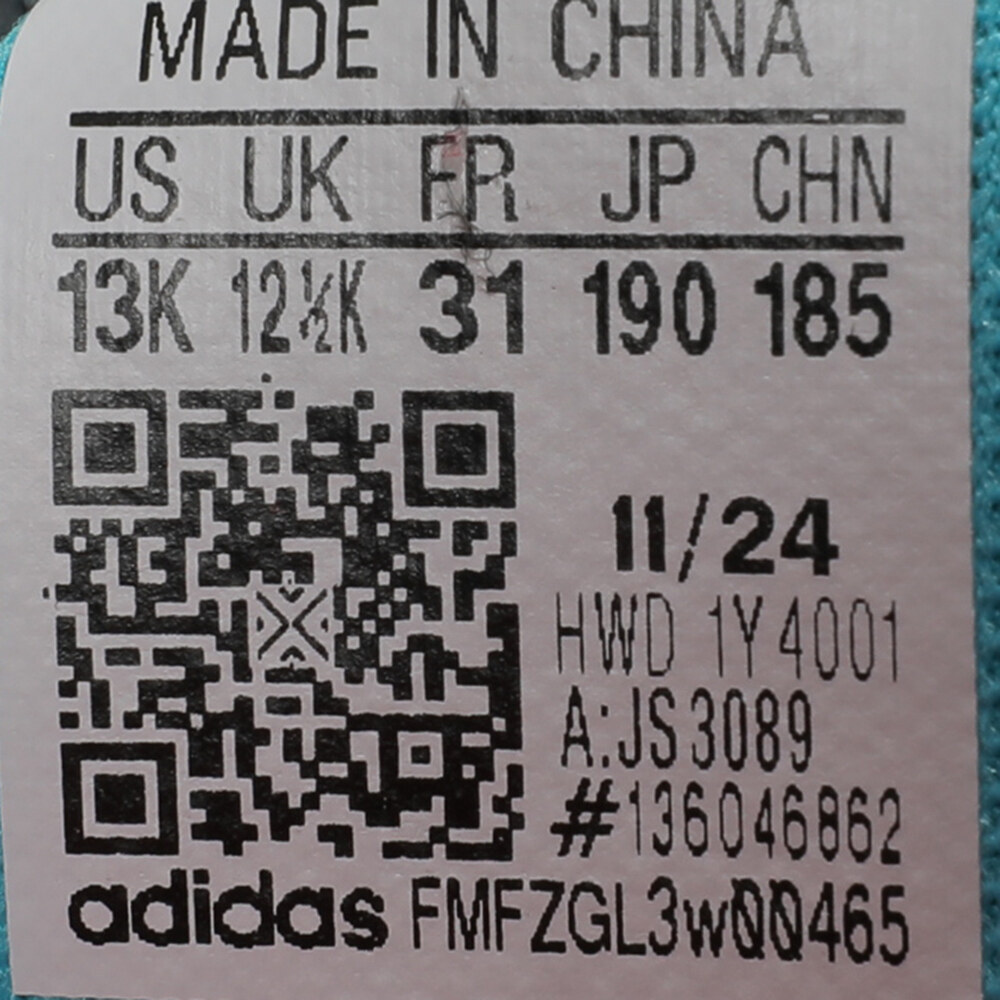 MADE IN CHINA
US UK FR JP CHN
13K 12½K 31 190 185
11/24
HWD 1Y4001
A:JS3089
#136046862
adidas FMFZGL3w00465